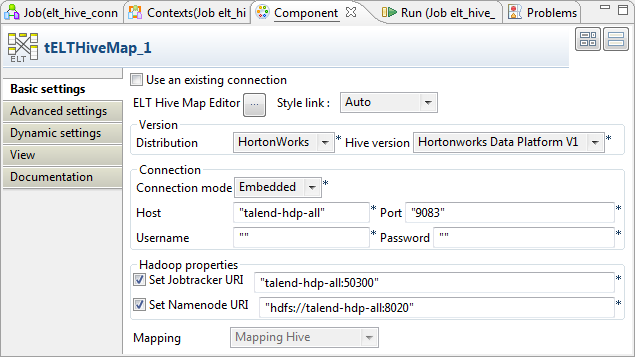 Job(elt_hive_conn
Contexts(Job elt_hi
Component
Run (Job elt_hive_
Problems
ELT
tELTHiveMap_1
Basic settings
Advanced settings
Dynamic settings
View
Documentation
Use an existing connection
ELT Hive Map Editor ... Style link : Auto
Version
Distribution HortonWorks * Hive version Hortonworks Data Platform V1 *
Connection
Connection mode Embedded *
Host "talend-hdp-all" * Port "9083" *
Username "" * Password "" *
Hadoop properties
Set Jobtracker URI "talend-hdp-all:50300" *
Set Namenode URI "hdfs://talend-hdp-all:8020" *
Mapping Mapping Hive